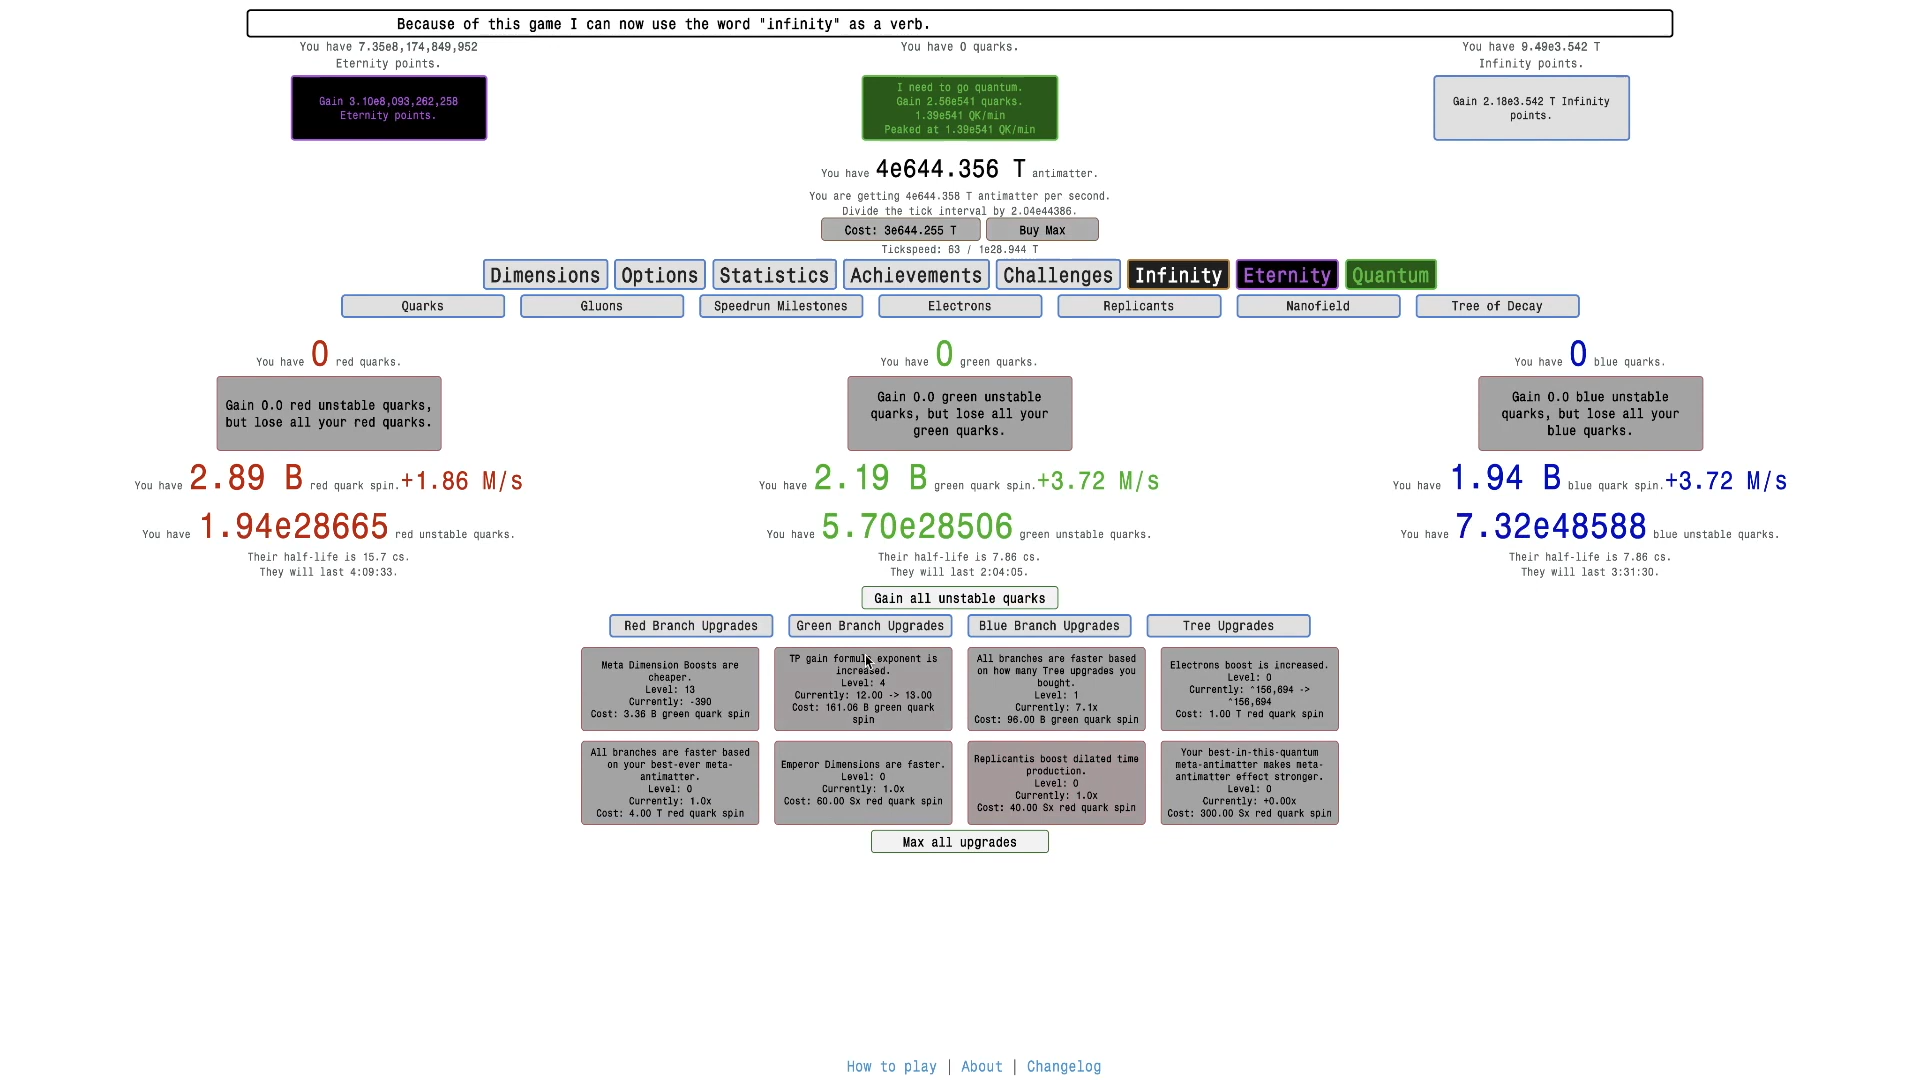 Because of this game I can now use the word "infinity" as a verb.
You have 7.35e8,174,849,952
Eternity points.
You have 0 quarks.
You have 9.49e3.542 T
Infinity points.
Gain 3.10e8,093,262,258
Eternity points.
I need to go quantum.
Gain 2.56e541 quarks.
1.39e541 QK/min
Peaked at 1.39e541 QK/min
Gain 2.18e3.542 T Infinity
points.
You have 4e644.356 T antimatter.
You are getting 4e644.358 T antimatter per second.
Divide the tick interval by 2.04e44386.
Cost: 3e644.255 T
Buy Max
Tickspeed: 63 / 1e28.944 T
Dimensions
Options
Statistics
Achievements
Challenges
Infinity
Eternity
Quantum
Quarks
Gluons
Speedrun Milestones
Electrons
Replicants
Nanofield
Tree of Decay
You have 0 red quarks.
You have 0 green quarks.
You have 0 blue quarks.
Gain 0.0 red unstable quarks,
but lose all your red quarks.
Gain 0.0 green unstable
quarks, but lose all your
green quarks.
Gain 0.0 blue unstable
quarks, but lose all your
blue quarks.
You have 2.89 B red quark spin.+1.86 M/s
You have 2.19 B green quark spin.+3.72 M/s
You have 1.94 B blue quark spin.+3.72 M/s
You have 1.94e28665 red unstable quarks.
You have 5.70e28506 green unstable quarks.
You have 7.32e48588 blue unstable quarks.
Their half-life is 15.7 cs.
They will last 4:09:33.
Their half-life is 7.86 cs.
They will last 2:04:05.
Their half-life is 7.86 cs.
They will last 3:31:30.
Gain all unstable quarks
Red Branch Upgrades
Green Branch Upgrades
Blue Branch Upgrades
Tree Upgrades
Meta Dimension Boosts are
cheaper.
Level: 13
Currently: -390
Cost: 3.36 B green quark spin
TP gain formula exponent is
increased.
Level: 4
Currently: 12.00 -> 13.00
Cost: 161.06 B green quark
spin
All branches are faster based
on how many Tree upgrades you
bought.
Level: 1
Currently: 7.1x
Cost: 96.00 B green quark spin
Electrons boost is increased.
Level: 0
Currently: ^156,694 ->
^156,694
Cost: 1.00 T red quark spin
All branches are faster based
on your best-ever meta-
antimatter.
Level: 0
Currently: 1.0x
Cost: 4.00 T red quark spin
Emperor Dimensions are faster.
Level: 0
Currently: 1.0x
Cost: 60.00 Sx red quark spin
Replicantis boost dilated time
production.
Level: 0
Currently: 1.0x
Cost: 40.00 Sx red quark spin
Your best-in-this-quantum
meta-antimatter makes meta-
antimatter effect stronger.
Level: 0
Currently: +0.00x
Cost: 300.00 Sx red quark spin
Max all upgrades
How to play | About | Changelog